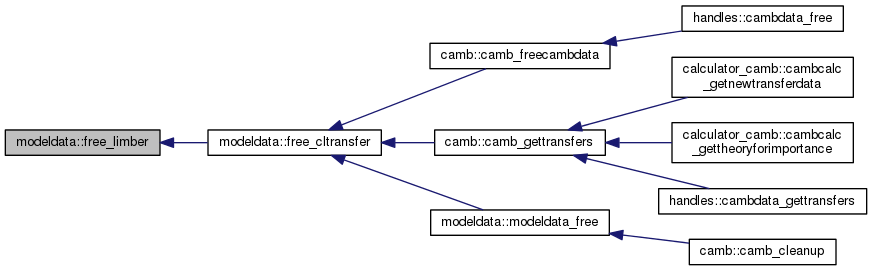 modeldata::free_limber
modeldata::free_cltransfer
camb::camb_freecambdata
handles::cambdata_free
camb::camb_gettransfers
calculator_camb::cambcalc
_getnewtransferdata
calculator_camb::cambcalc
_gettheoryforimportance
handles::cambdata_gettransfers
modeldata::modeldata_free
camb::camb_cleanup